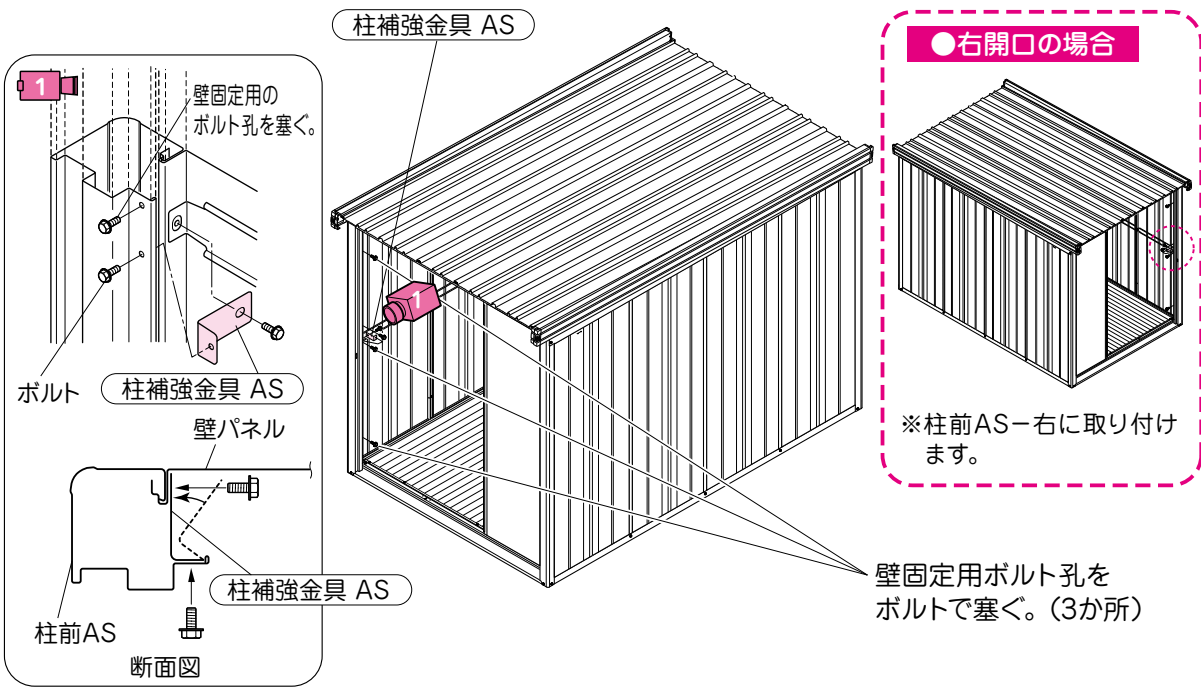 柱補強金具 AS
1
壁固定用の
ボルト孔を塞ぐ。
ボルト
柱補強金具 AS
壁パネル
柱補強金具 AS
柱前AS
断面図
1
壁固定用ボルト孔を
ボルトで塞ぐ。(3か所)
●右開口の場合
※柱前AS－右に取り付け
ます。